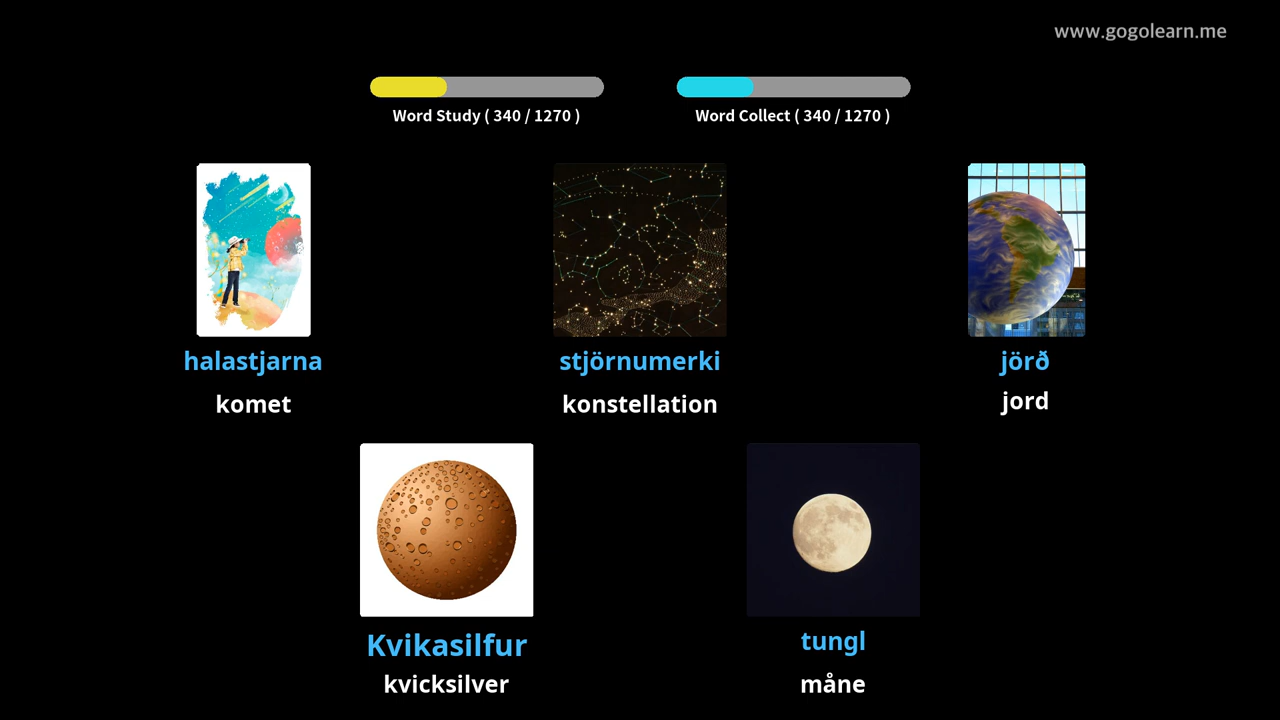 www.gogolearn.me
Word Study ( 340 / 1270 )
Word Collect ( 340 / 1270 )
halastjarna
komet
stjörnumerki
konstellation
jörð
jord
Kvikasilfur
kvicksilver
tungl
måne